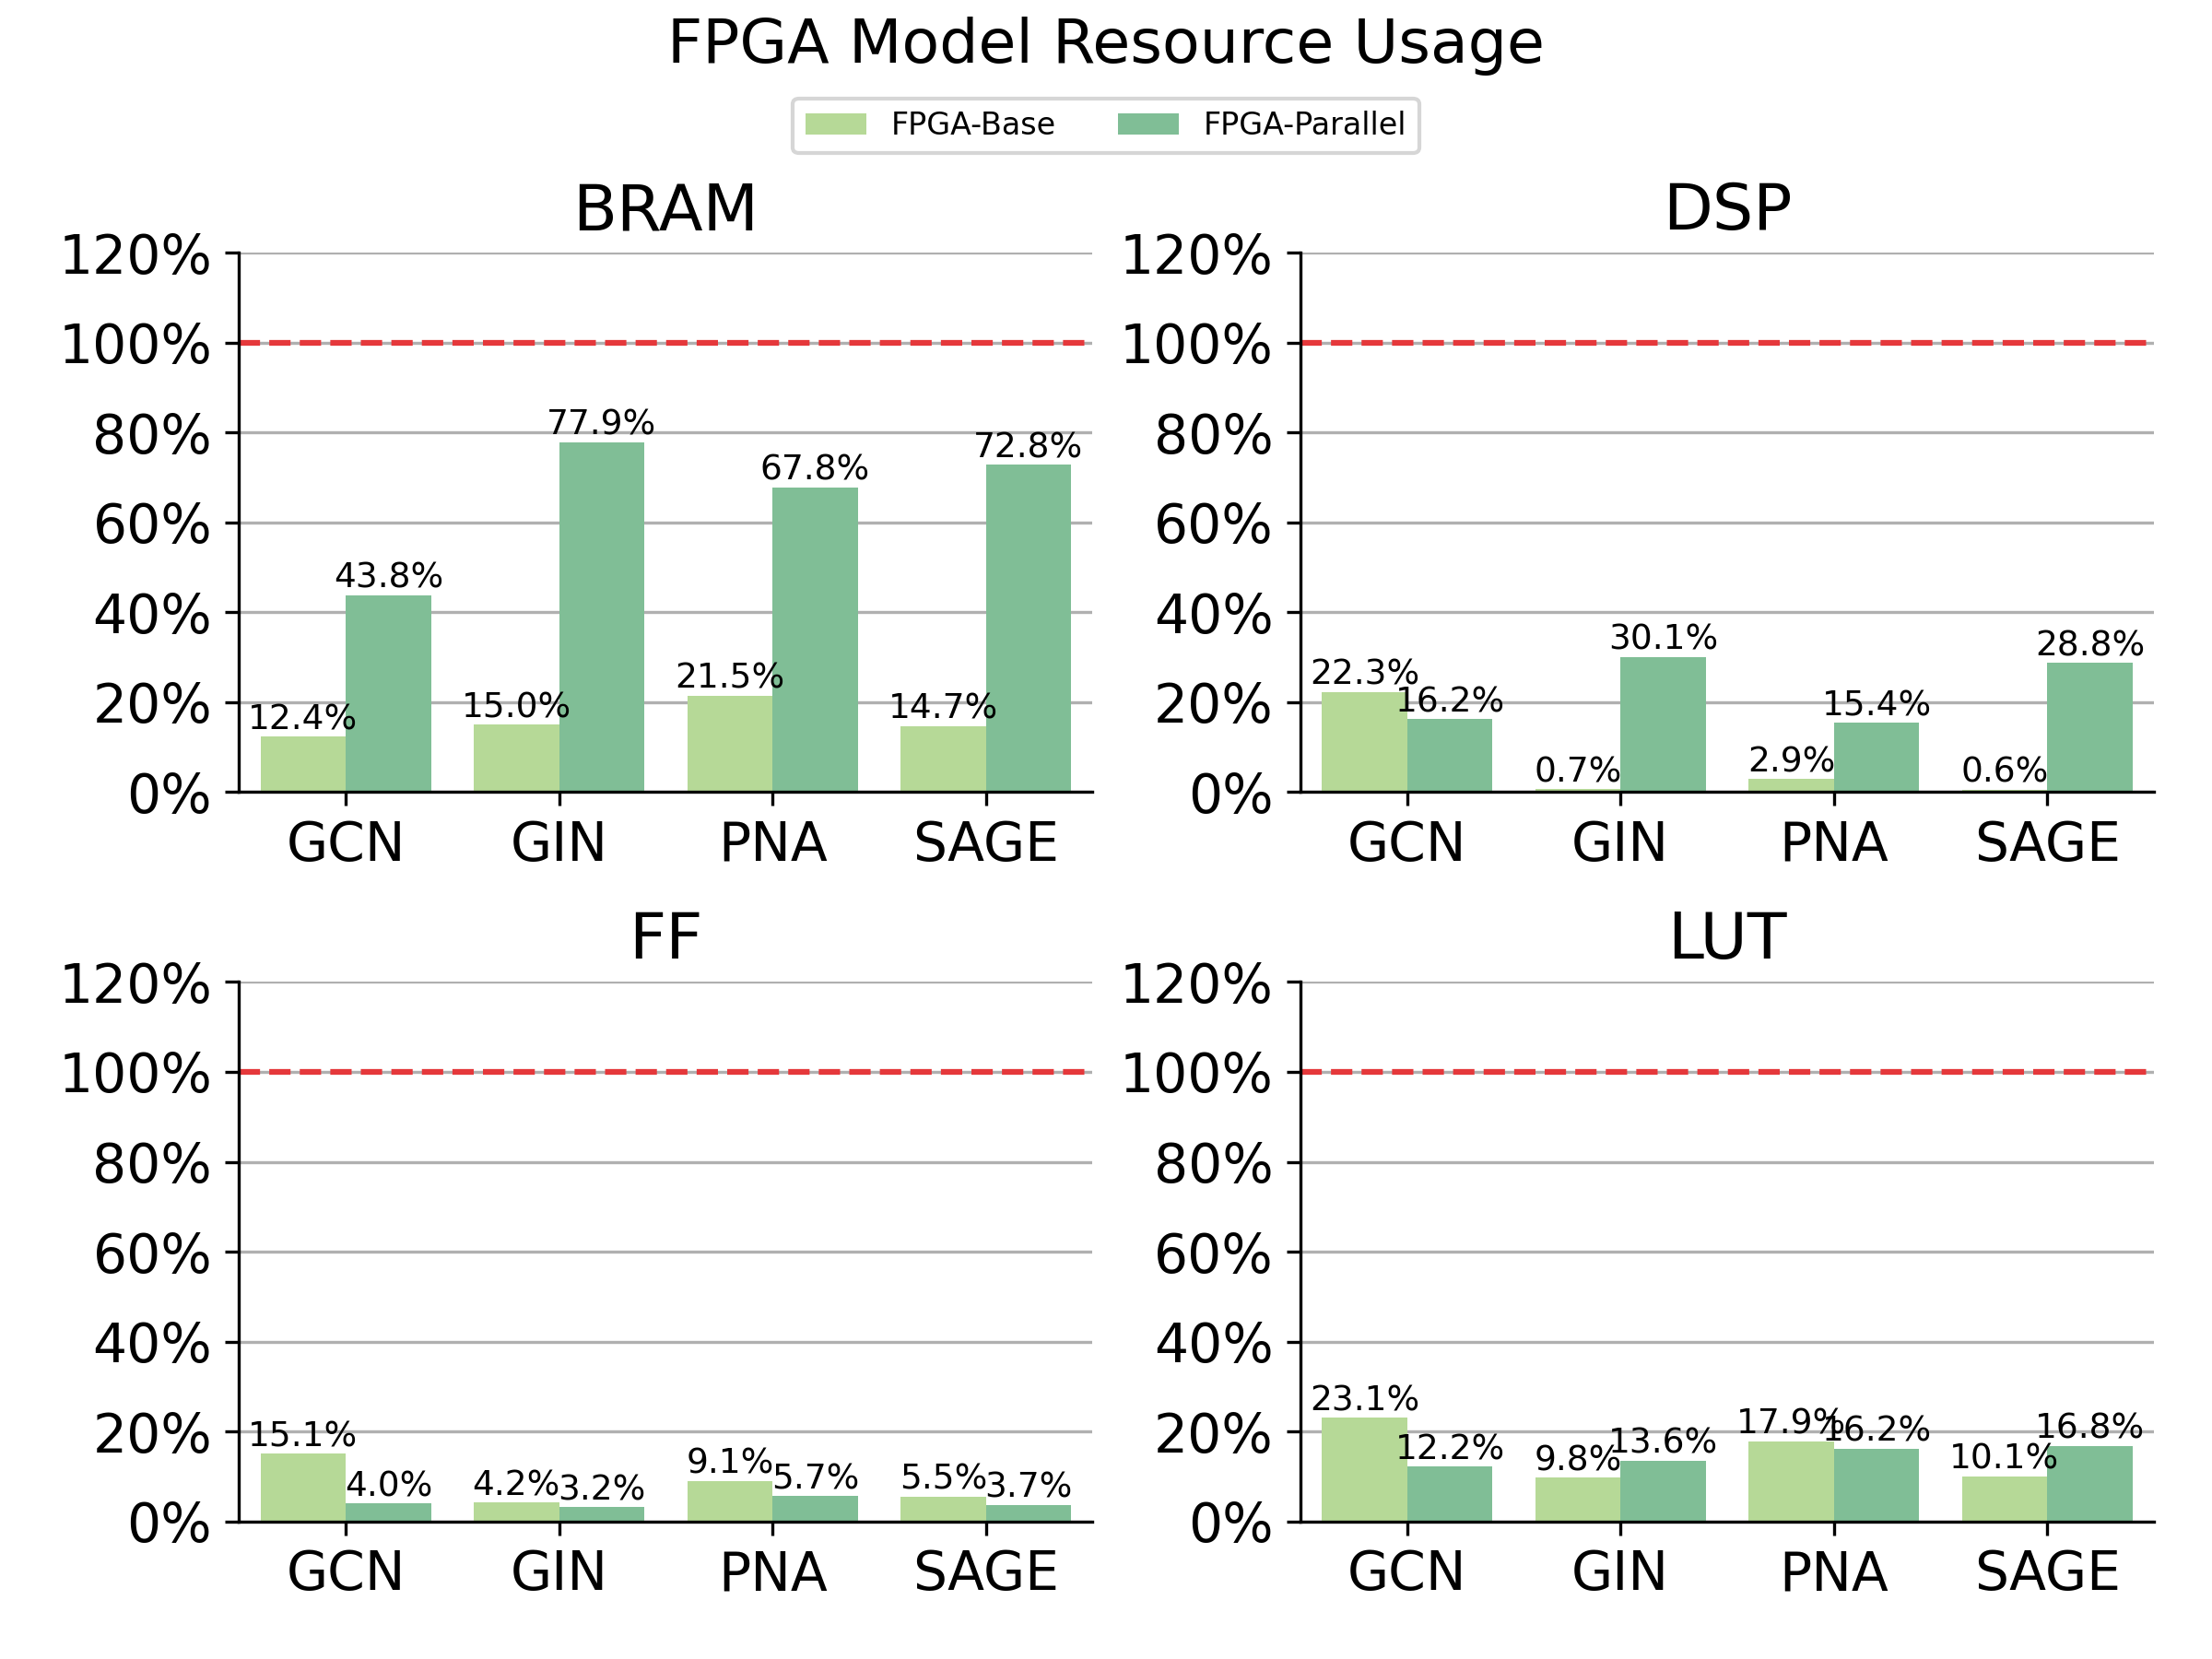 FPGA Model Resource Usage
FPGA-Base FPGA-Parallel
BRAM
120%
100%
80%
60%
40%
20%
0%
12.4% 43.8% 15.0% 77.9% 21.5% 67.8% 14.7% 72.8%
GCN GIN PNA SAGE
DSP
120%
100%
80%
60%
40%
20%
0%
22.3% 16.2% 0.7% 30.1% 2.9% 15.4% 0.6% 28.8%
GCN GIN PNA SAGE
FF
120%
100%
80%
60%
40%
20%
0%
15.1% 4.0% 4.2% 3.2% 9.1% 5.7% 5.5% 3.7%
GCN GIN PNA SAGE
LUT
120%
100%
80%
60%
40%
20%
0%
23.1% 12.2% 9.8% 13.6% 17.9% 16.2% 10.1% 16.8%
GCN GIN PNA SAGE